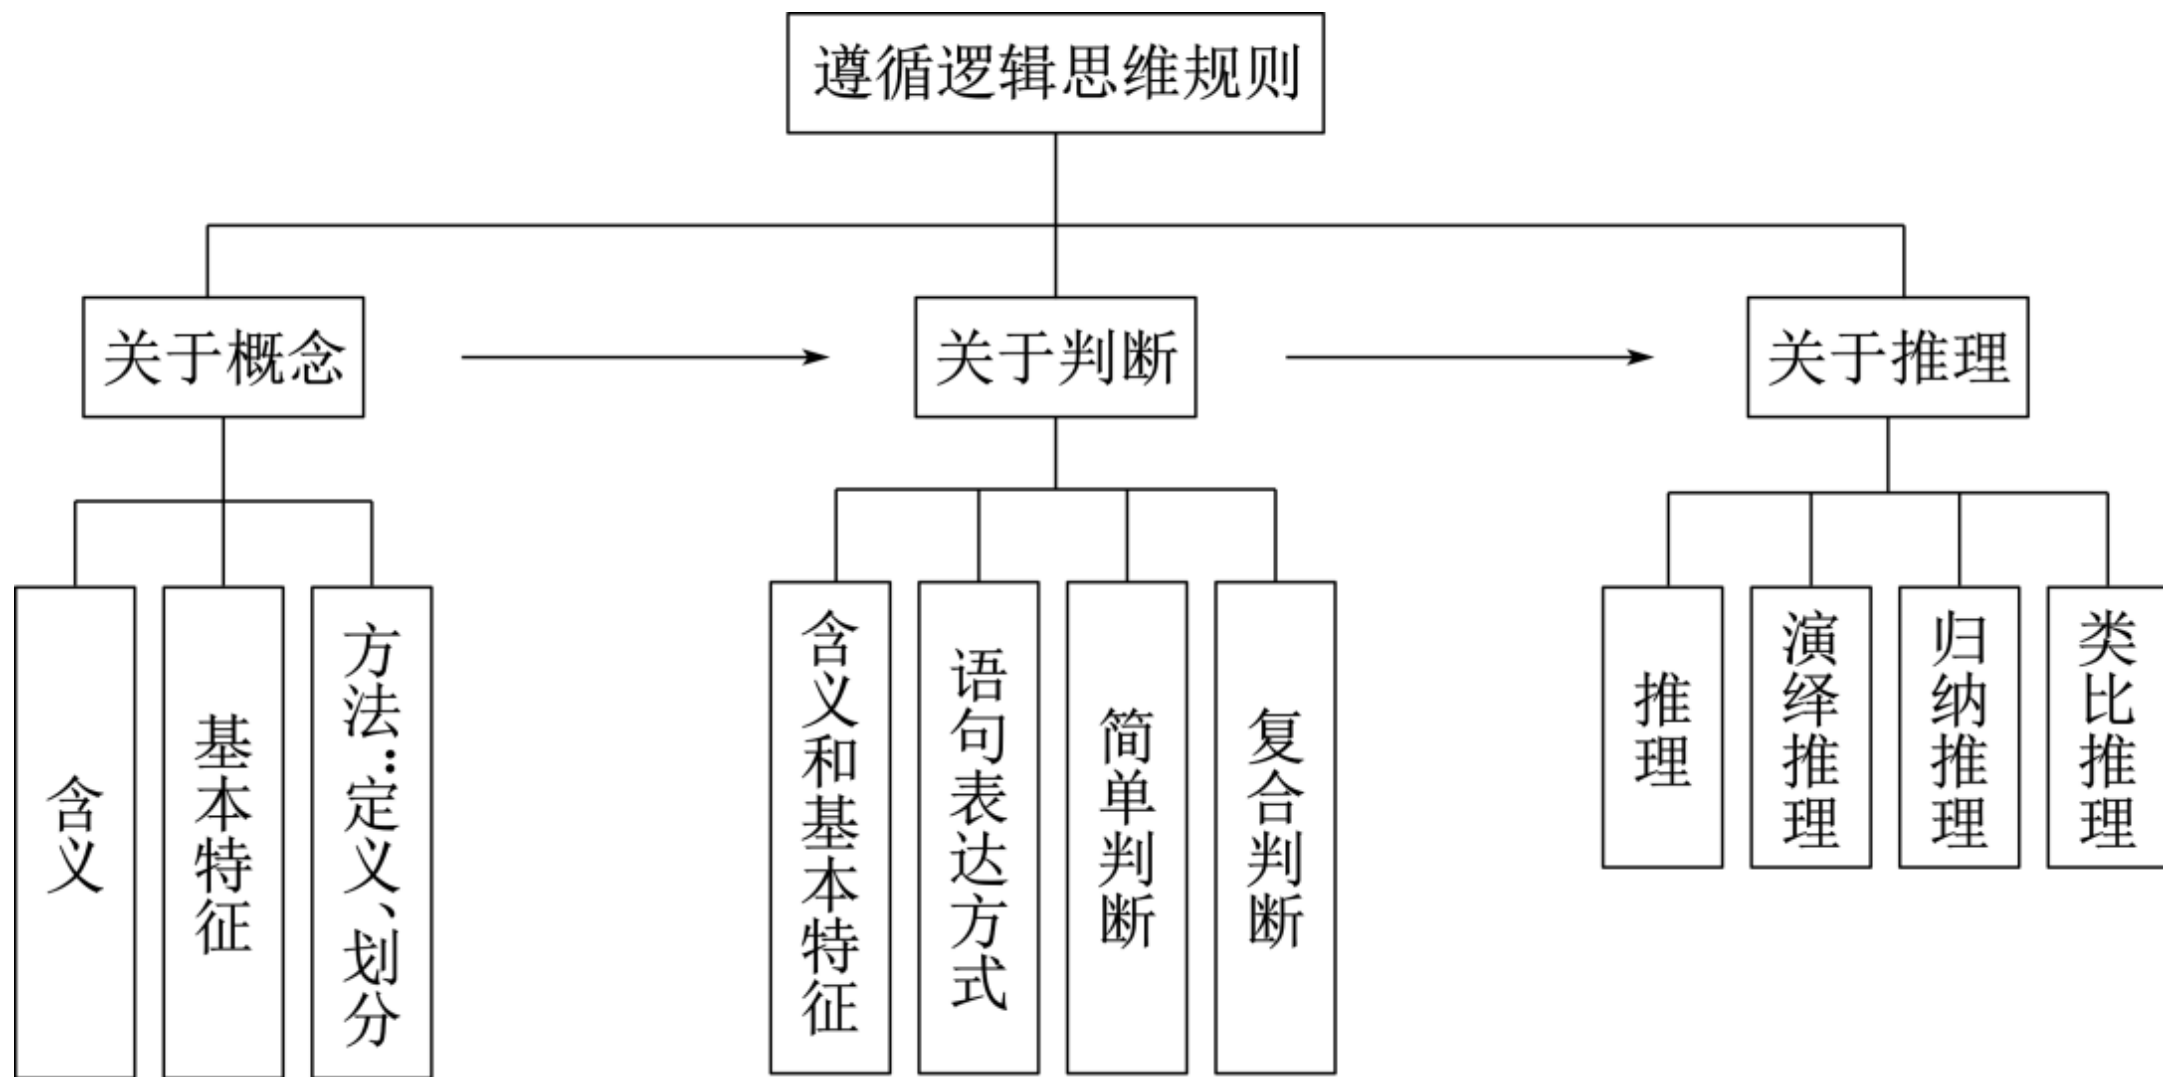 遵循逻辑思维规则
关于概念
关于判断
关于推理
含义
基本特征
方法:定义、划分
含义和基本特征
语句表达方式
简单判断
复合判断
推理
演绎推理
归纳推理
类比推理